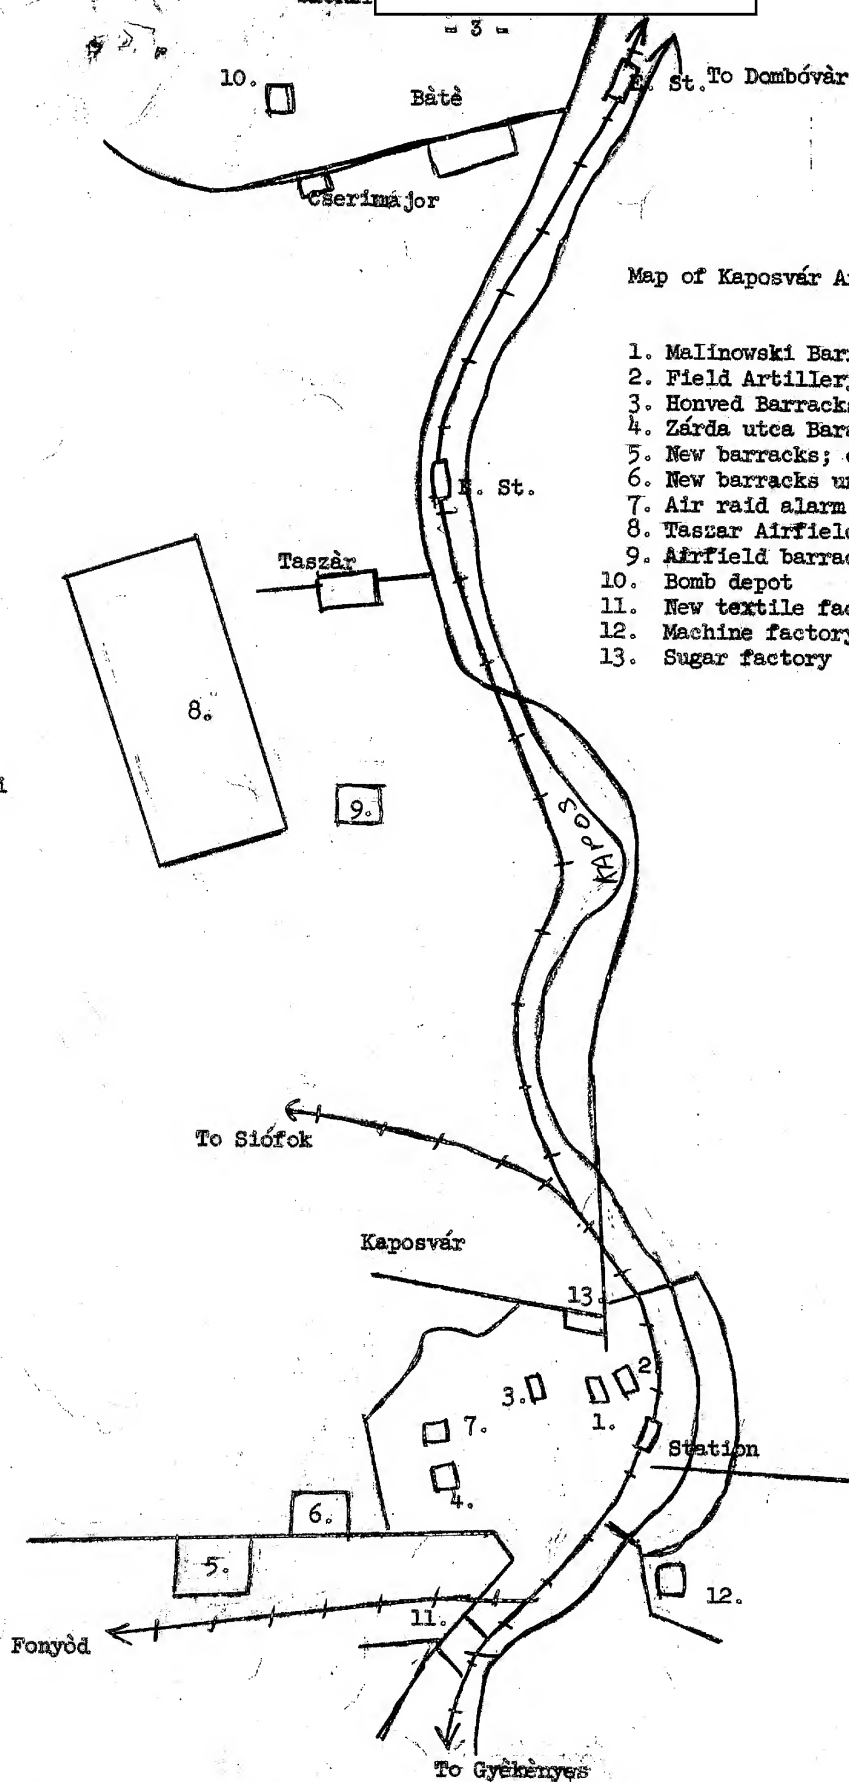 - 3 -
10.
Bàtè
E. St. To Dombóvàr
Cserimajor
Map of Kaposvár
1. Malinowski
2. Field
3. Honved Barracks
4. Zárda utca
5. New barracks;
6. New barracks
7. Air raid alarm
8. Taszar Airfield
9. Airfield
10. Bomb depot
11. New textile
12. Machine factory
13. Sugar factory
E. St.
Taszàr
8.
9.
KAPOS
To Siófok
Kaposvár
13.
2
3.
1.
7.
Station
4.
6.
5.
12.
11.
Fonyòd
To Gyèkènyes